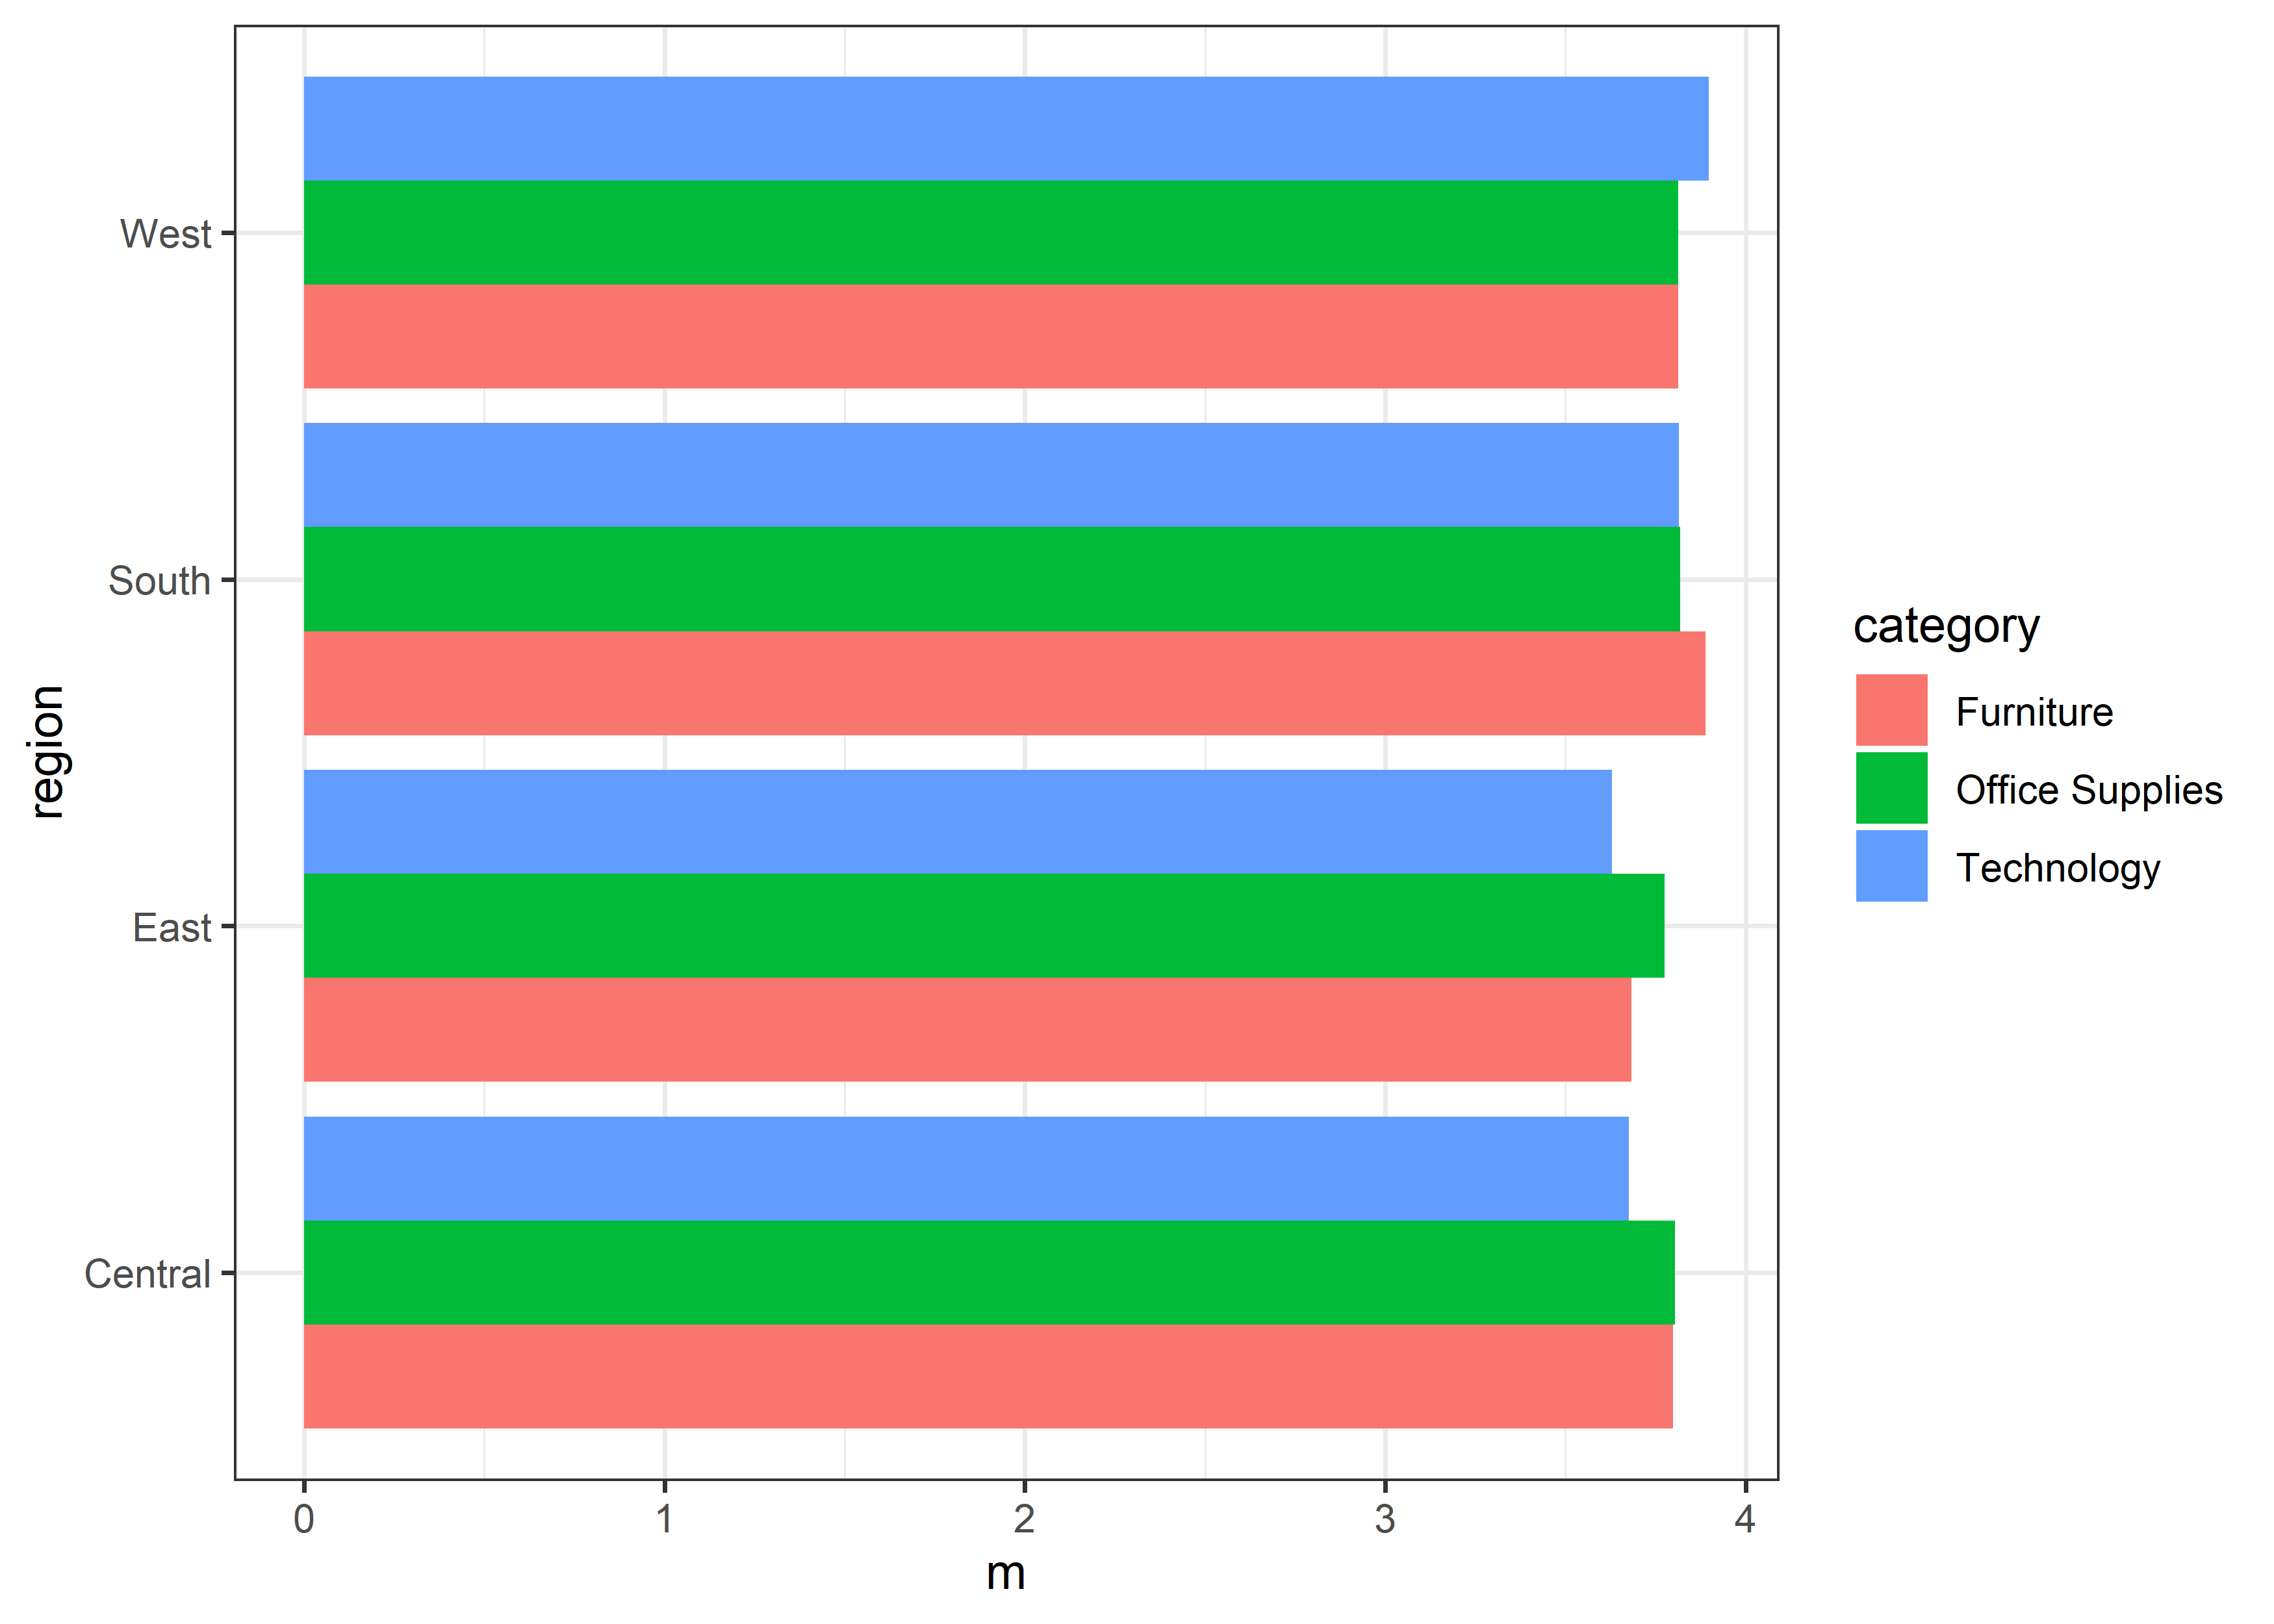 West
South
East
Central
region
0 1 2 3 4
m
category
Furniture
Office Supplies
Technology